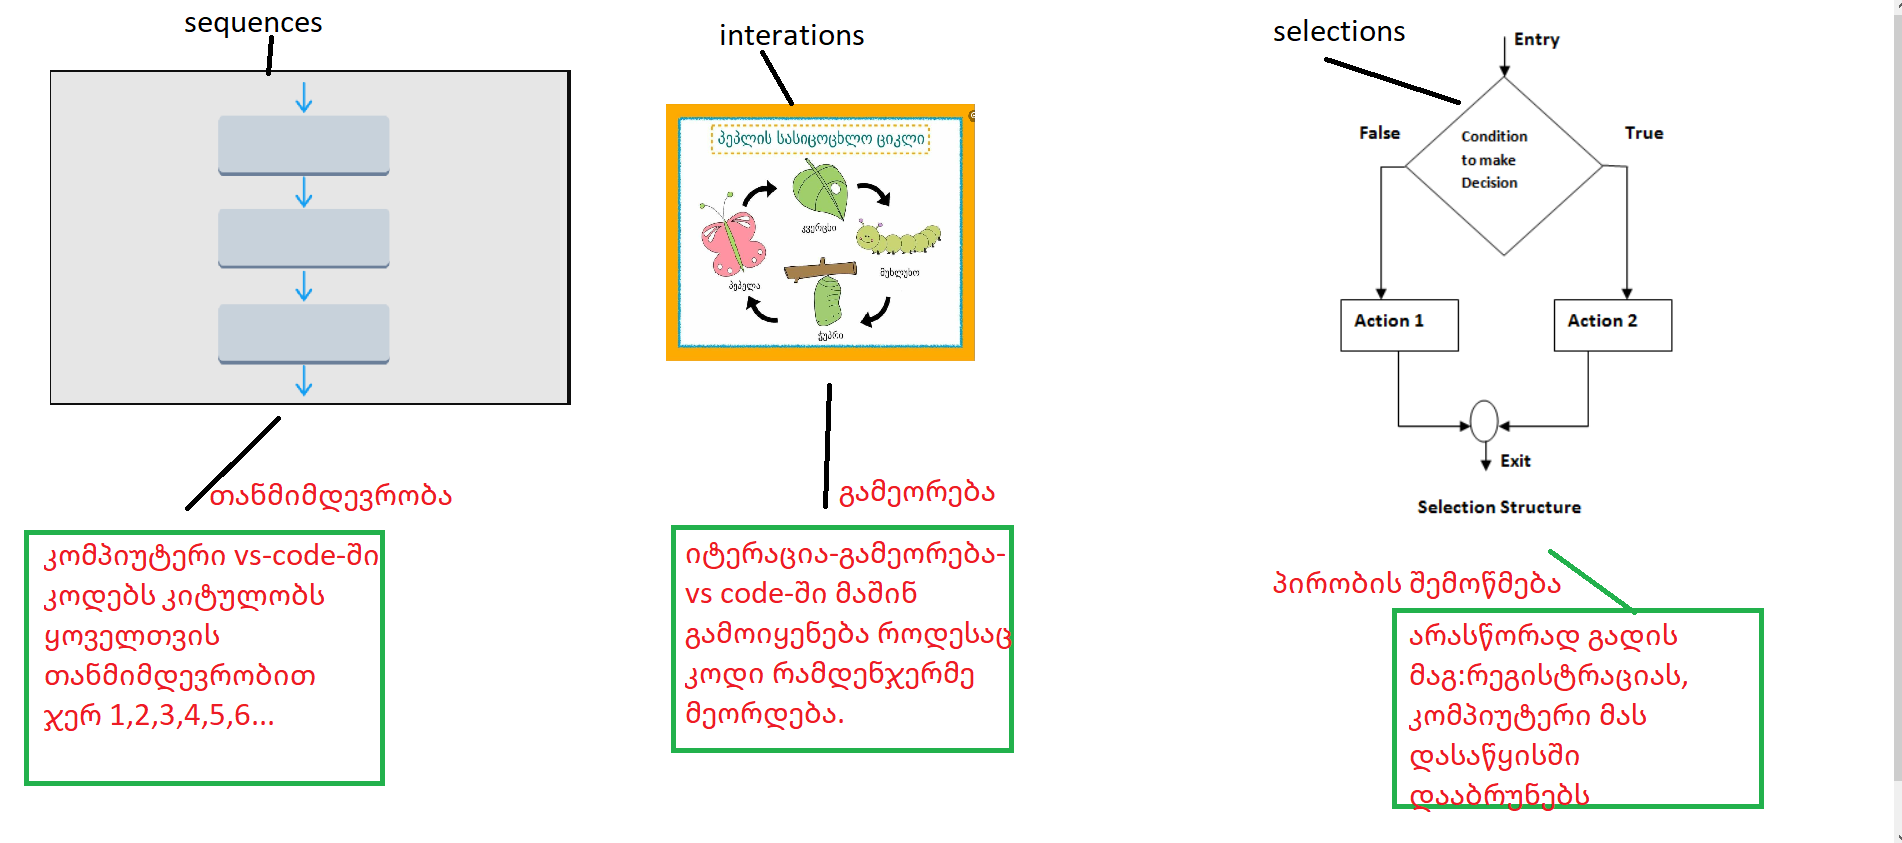 sequences
თანმიმდევრობა
კომპიუტერი vs-code-ში
კოდებს კიტულობს
ყოველთვის
თანმიმდევრობით
ჯერ 1,2,3,4,5,6...
interations
პეპლის სასიცოცხლო ციკლი
კვერცხი
მუხლუხო
პეპელა
ჭუპრი
გამეორება
იტერაცია-გამეორება-
vs code-ში მაშინ
გამოიყენება როდესაც
კოდი რამდენჯერმე
მეორდება.
selections
Entry
False
True
Condition
to make
Decision
Action 1
Action 2
Exit
Selection Structure
პირობის შემოწმება
არასწორად გადის
მაგ:რეგისტრაციას,
კომპიუტერი მას
დასაწყისში
დააბრუნებს